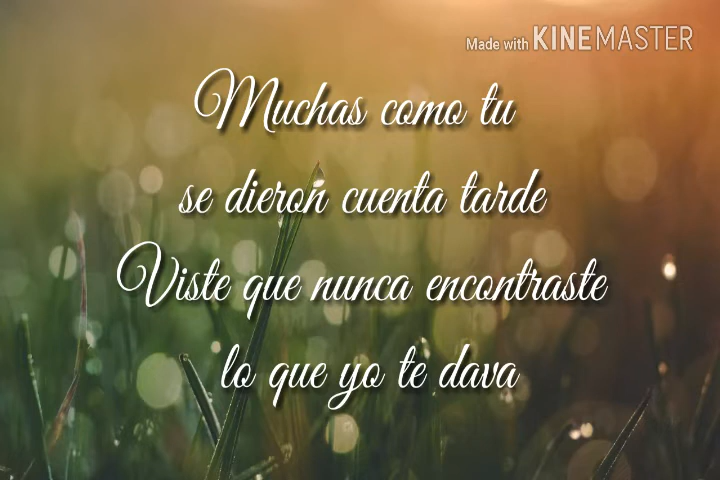 Made with KINEMASTER
Muchas como tu
se dieron cuenta tarde
Viste que nunca encontraste
lo que yo te dava